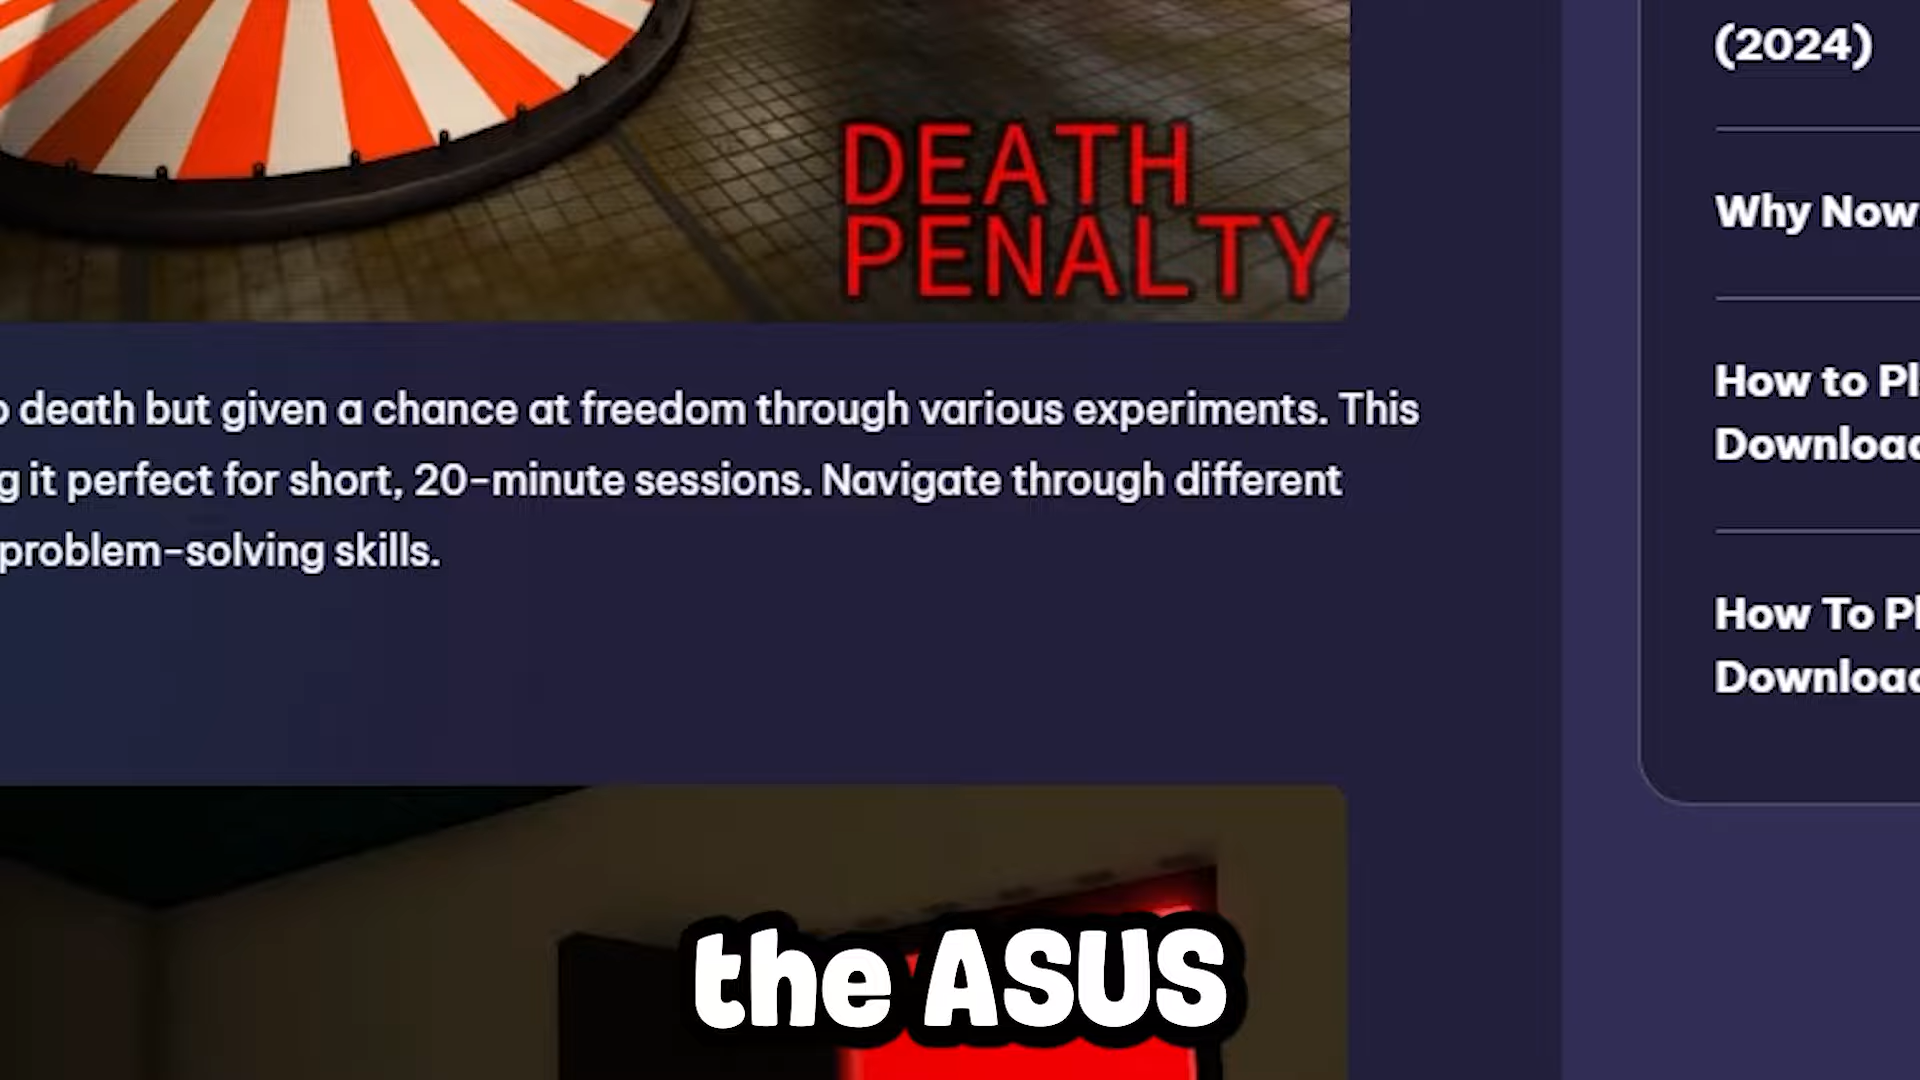 DEATH
PENALTY
death but given a chance at freedom through various experiments. This
it perfect for short, 20-minute sessions. Navigate through different
problem-solving skills.
(2024)
Why Now
How to
Download
How To
Download
the ASUS